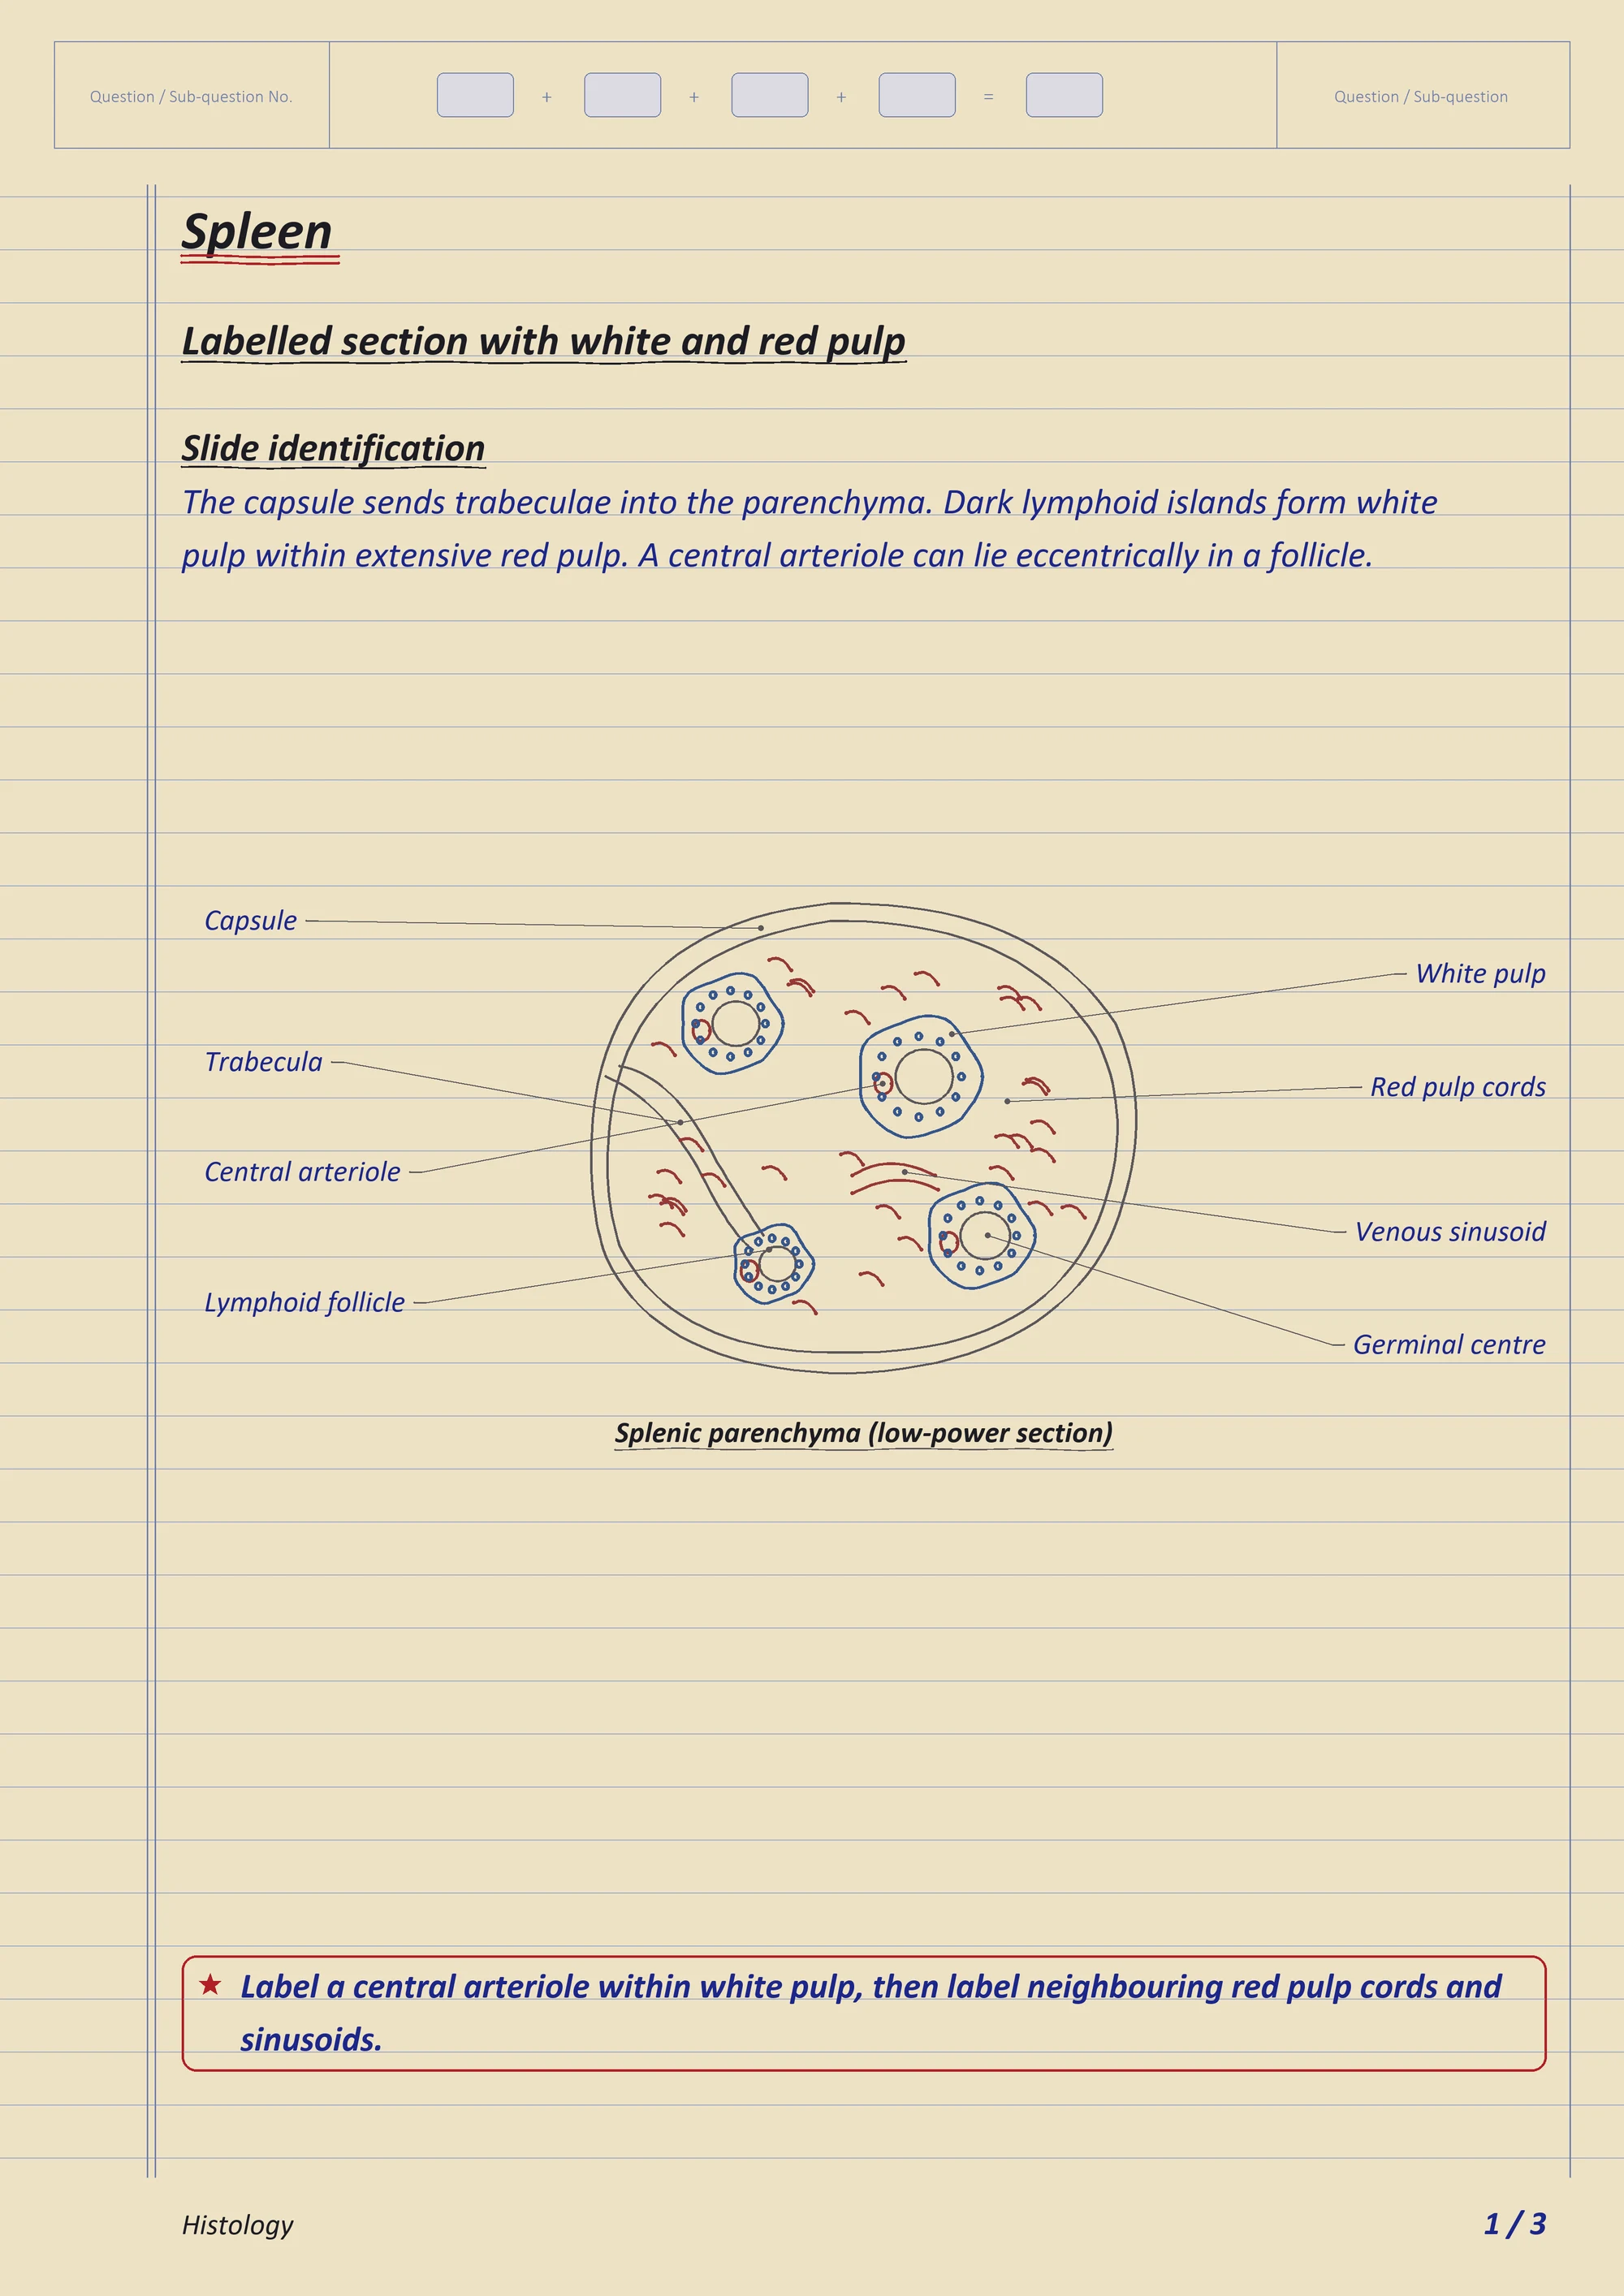 Question / Sub-question No.
+ + + =
Question / Sub-question
Spleen
Labelled section with white and red pulp
Slide identification
The capsule sends trabeculae into the parenchyma. Dark lymphoid islands form white
pulp within extensive red pulp. A central arteriole can lie eccentrically in a follicle.
Capsule
White pulp
Trabecula
Red pulp cords
Central arteriole
Venous sinusoid
Lymphoid follicle
Germinal centre
Splenic parenchyma (low-power section)
★ Label a central arteriole within white pulp, then label neighbouring red pulp cords and
sinusoids.
Histology
1 / 3